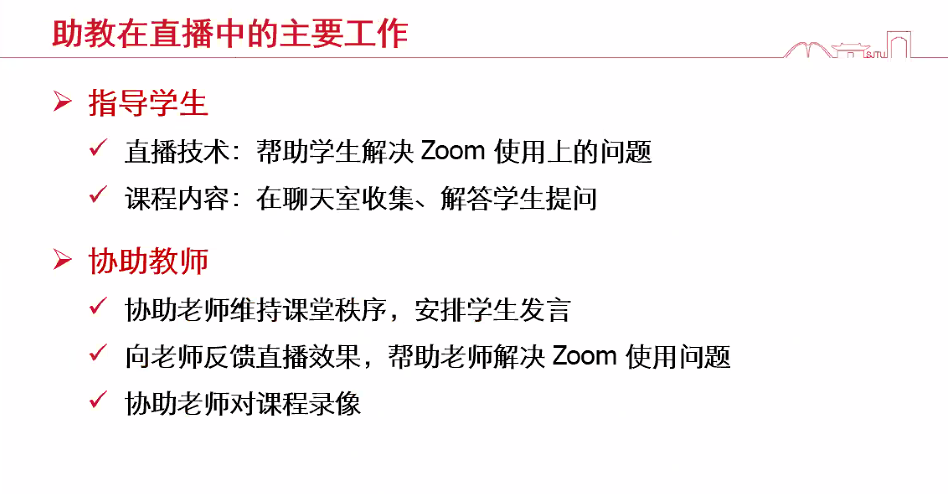 助教在直播中的主要工作
SJTU
指导学生
直播技术：帮助学生解决 Zoom 使用上的问题
课程内容：在聊天室收集、解答学生提问
协助教师
协助老师维持课堂秩序，安排学生发言
向老师反馈直播效果，帮助老师解决 Zoom 使用问题
协助老师对课程录像